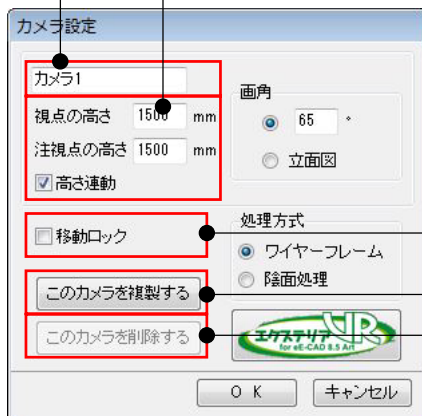 カメラ設定
カメラ1
視点の高さ 1500 mm
注視点の高さ 1500 mm
高さ連動
画角
65 °
立面図
移動ロック
処理方式
ワイヤーフレーム
陰面処理
このカメラを複製する
このカメラを削除する
エクステリア VR
for eE-CAD 8.5 Art
OK
キャンセル